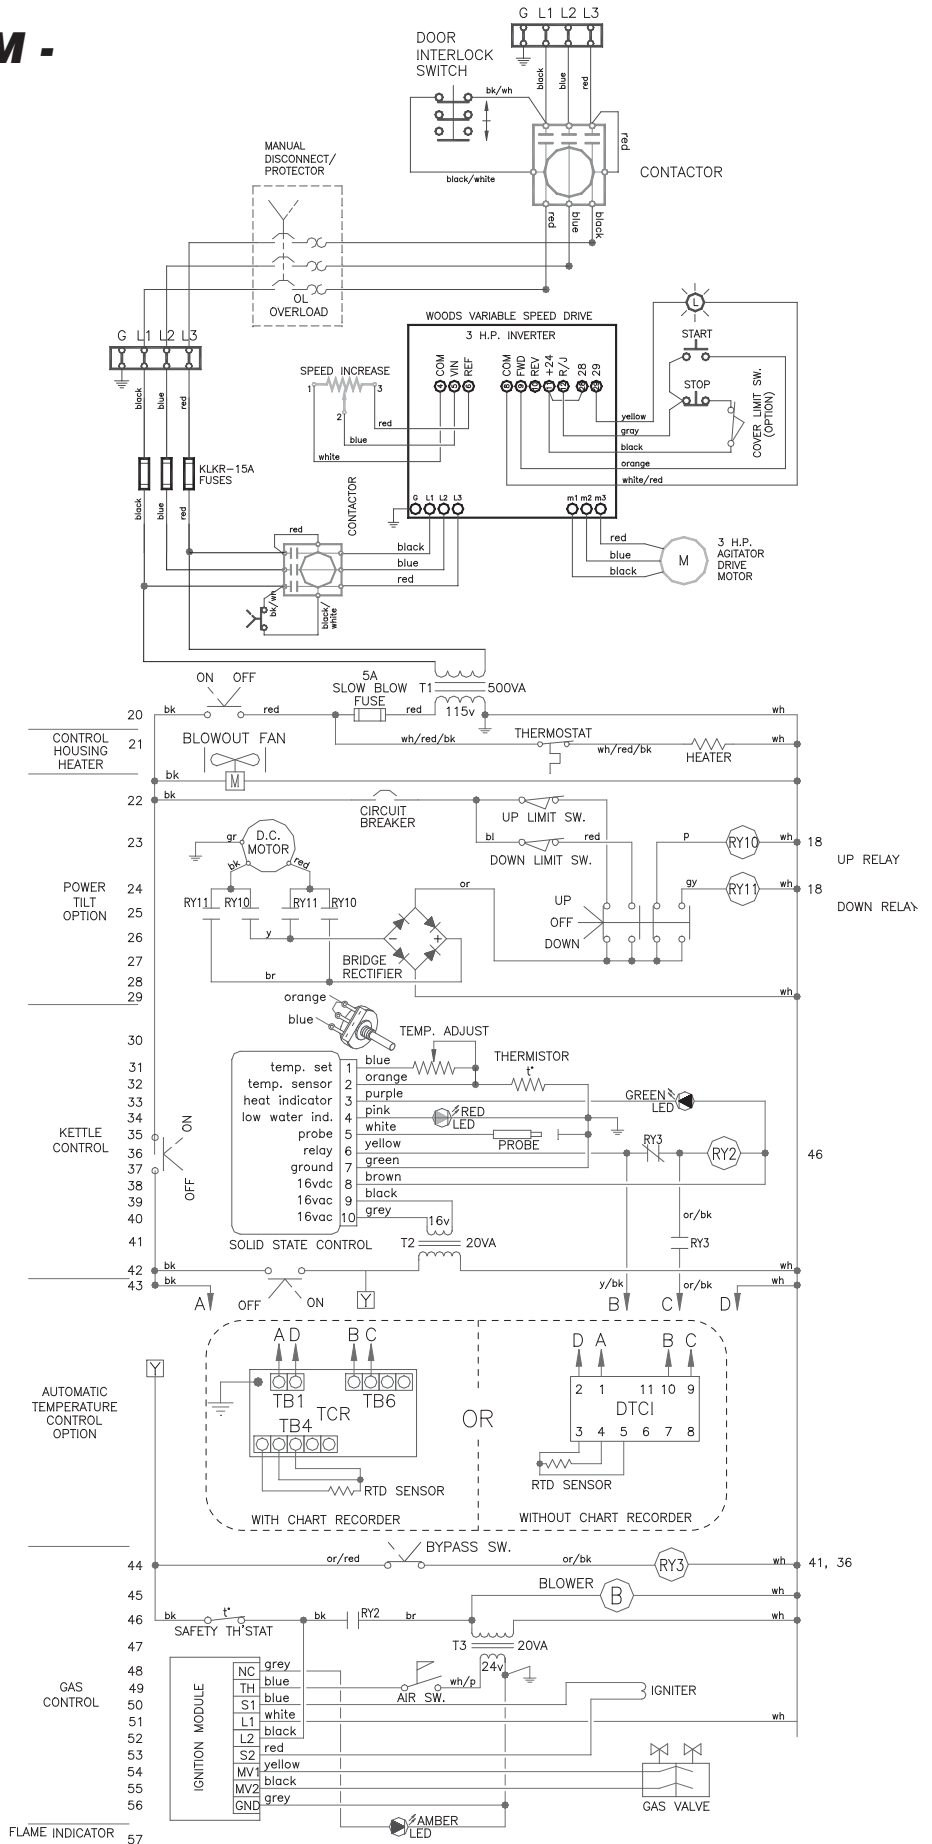 M -
G L1 L2 L3
DOOR
INTERLOCK
SWITCH
black
blue
red
bk/wh
red
black/white
CONTACTOR
red
blue
black
MANUAL
DISCONNECT/
PROTECTOR
OL
OVERLOAD
G L1 L2 L3
WOODS VARIABLE SPEED DRIVE
3 H.P. INVERTER
L
START
STOP
COVER LIMIT SW.
(OPTION)
SPEED INCREASE
1 2 3
COM VIN REF
4 5 6
COM FWD REV +24 R/J 28 29
yellow
gray
black
orange
white/red
red
blue
white
black
blue
red
KLKR-15A
FUSES
black
blue
red
G L1 L2 L3
m1 m2 m3
CONTACTOR
red
black
blue
red
bk/wh
black/
white
red
blue
black
M
3 H.P.
AGITATOR
DRIVE
MOTOR
ON OFF
5A
SLOW BLOW
FUSE
T1 500VA
115v
20 bk red red wh
CONTROL
HOUSING
HEATER
21
BLOWOUT FAN
wh/red/bk
THERMOSTAT
wh/red/bk
HEATER
wh
bk
M
22 bk
CIRCUIT
BREAKER
UP LIMIT SW.
23
gr
D.C.
MOTOR
bk
red
bl
DOWN LIMIT SW.
red
p
RY10
wh
18
UP RELAY
POWER
TILT
OPTION
24
25
26
27
28
29
RY11 RY10 RY11 RY10
or
y
br
BRIDGE
RECTIFIER
- +
UP
OFF
DOWN
gy
RY11
wh
18
DOWN RELAY
wh
orange
blue
TEMP. ADJUST
THERMISTOR
t°
30
31
32
33
34
35
36
37
38
39
40
41
KETTLE
CONTROL
ON
OFF
temp. set 1 blue
temp. sensor 2 orange
heat indicator 3 purple
low water ind. 4 pink
probe 5 white
relay 6 yellow
ground 7 green
16vdc 8 brown
16vac 9 black
16vac 10 grey
SOLID STATE CONTROL
RED
LED
GREEN
LED
PROBE
RY3
RY2
46
or/bk
RY3
16v
T2 20VA
42 bk wh
43 bk wh
A
OFF ON
Y
y/bk
B
or/bk
C
D
AUTOMATIC
TEMPERATURE
CONTROL
OPTION
Y
A D B C
TB1 TB6
TCR
TB4
RTD SENSOR
WITH CHART RECORDER
OR
D A B C
2 1 11 10 9
DTCI
3 4 5 6 7 8
RTD SENSOR
WITHOUT CHART RECORDER
44
or/red
BYPASS SW.
or/bk
RY3
wh
41, 36
45
BLOWER
B
wh
46 bk
t°
SAFETY TH'STAT
bk
RY2
br
wh
47
T3 20VA
24v
GAS
CONTROL
48
49
50
51
52
53
54
55
56
IGNITION MODULE
NC grey
TH blue
S1 blue
L1 white
L2 black
S2 red
MV1 yellow
MV2 black
GND grey
AIR SW.
wh/p
IGNITER
wh
GAS VALVE
AMBER
LED
FLAME INDICATOR
57